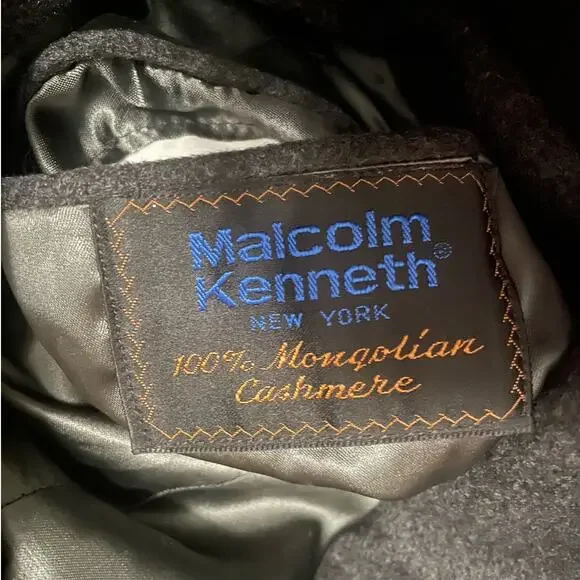 Malcolm
Kenneth®
NEW YORK
100% Mongolian
Cashmere